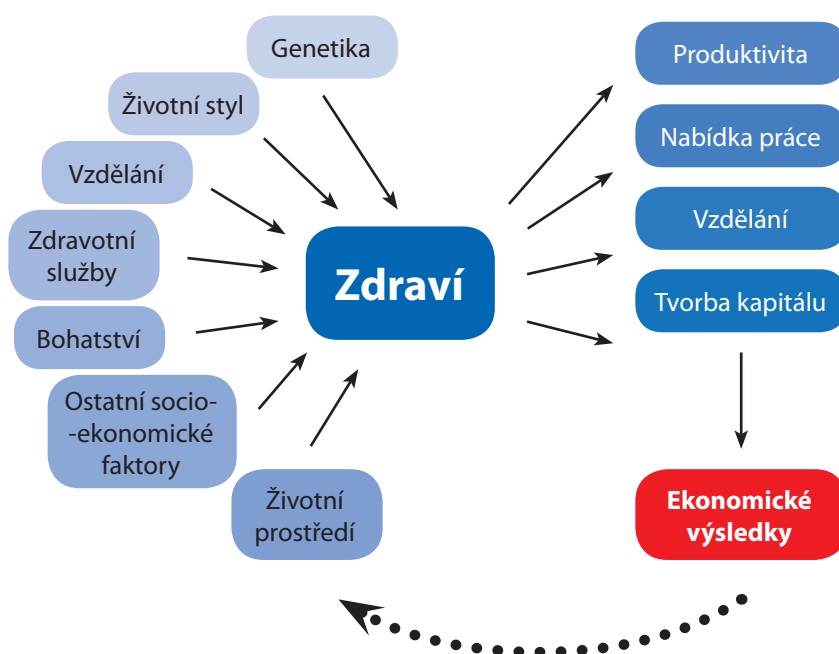 Genetika
Životní styl
Vzdělání
Zdravotní
služby
Bohatství
Ostatní socio-
-ekonomické
faktory
Životní
prostředí
Zdraví
Produktivita
Nabídka práce
Vzdělání
Tvorba kapitálu
Ekonomické
výsledky